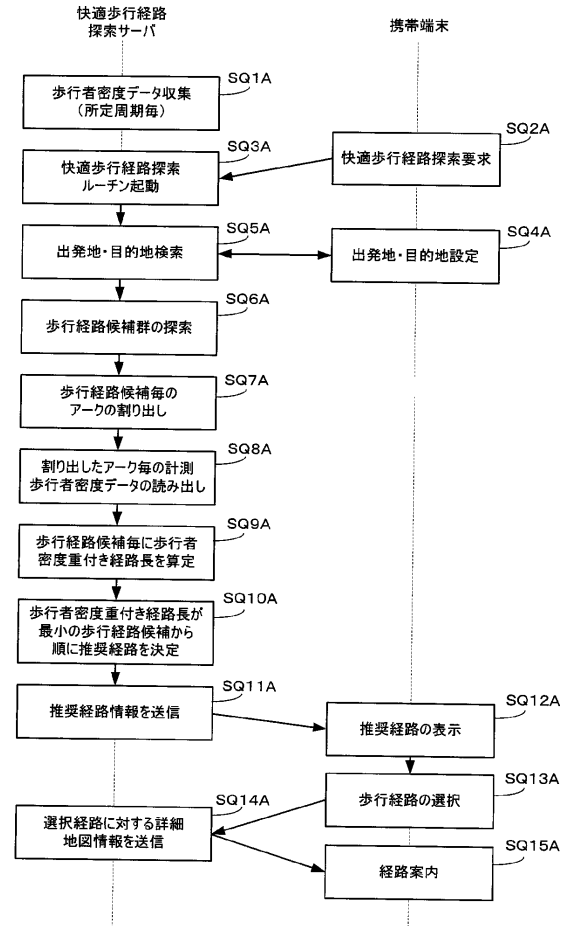 快適歩行経路
探索サーバ
携帯端末
SQ1A
歩行者密度データ収集
(所定周期毎)
SQ2A
快適歩行経路探索要求
SQ3A
快適歩行経路探索
ルーチン起動
SQ4A
出発地・目的地設定
SQ5A
出発地・目的地検索
SQ6A
歩行経路候補群の探索
SQ7A
歩行経路候補毎の
アークの割り出し
SQ8A
割り出したアーク毎の計測
歩行者密度データの読み出し
SQ9A
歩行経路候補毎に歩行者
密度重付き経路長を算定
SQ10A
歩行者密度重付き経路長が
最小の歩行経路候補から
順に推奨経路を決定
SQ11A
推奨経路情報を送信
SQ12A
推奨経路の表示
SQ13A
歩行経路の選択
SQ14A
選択経路に対する詳細
地図情報を送信
SQ15A
経路案内